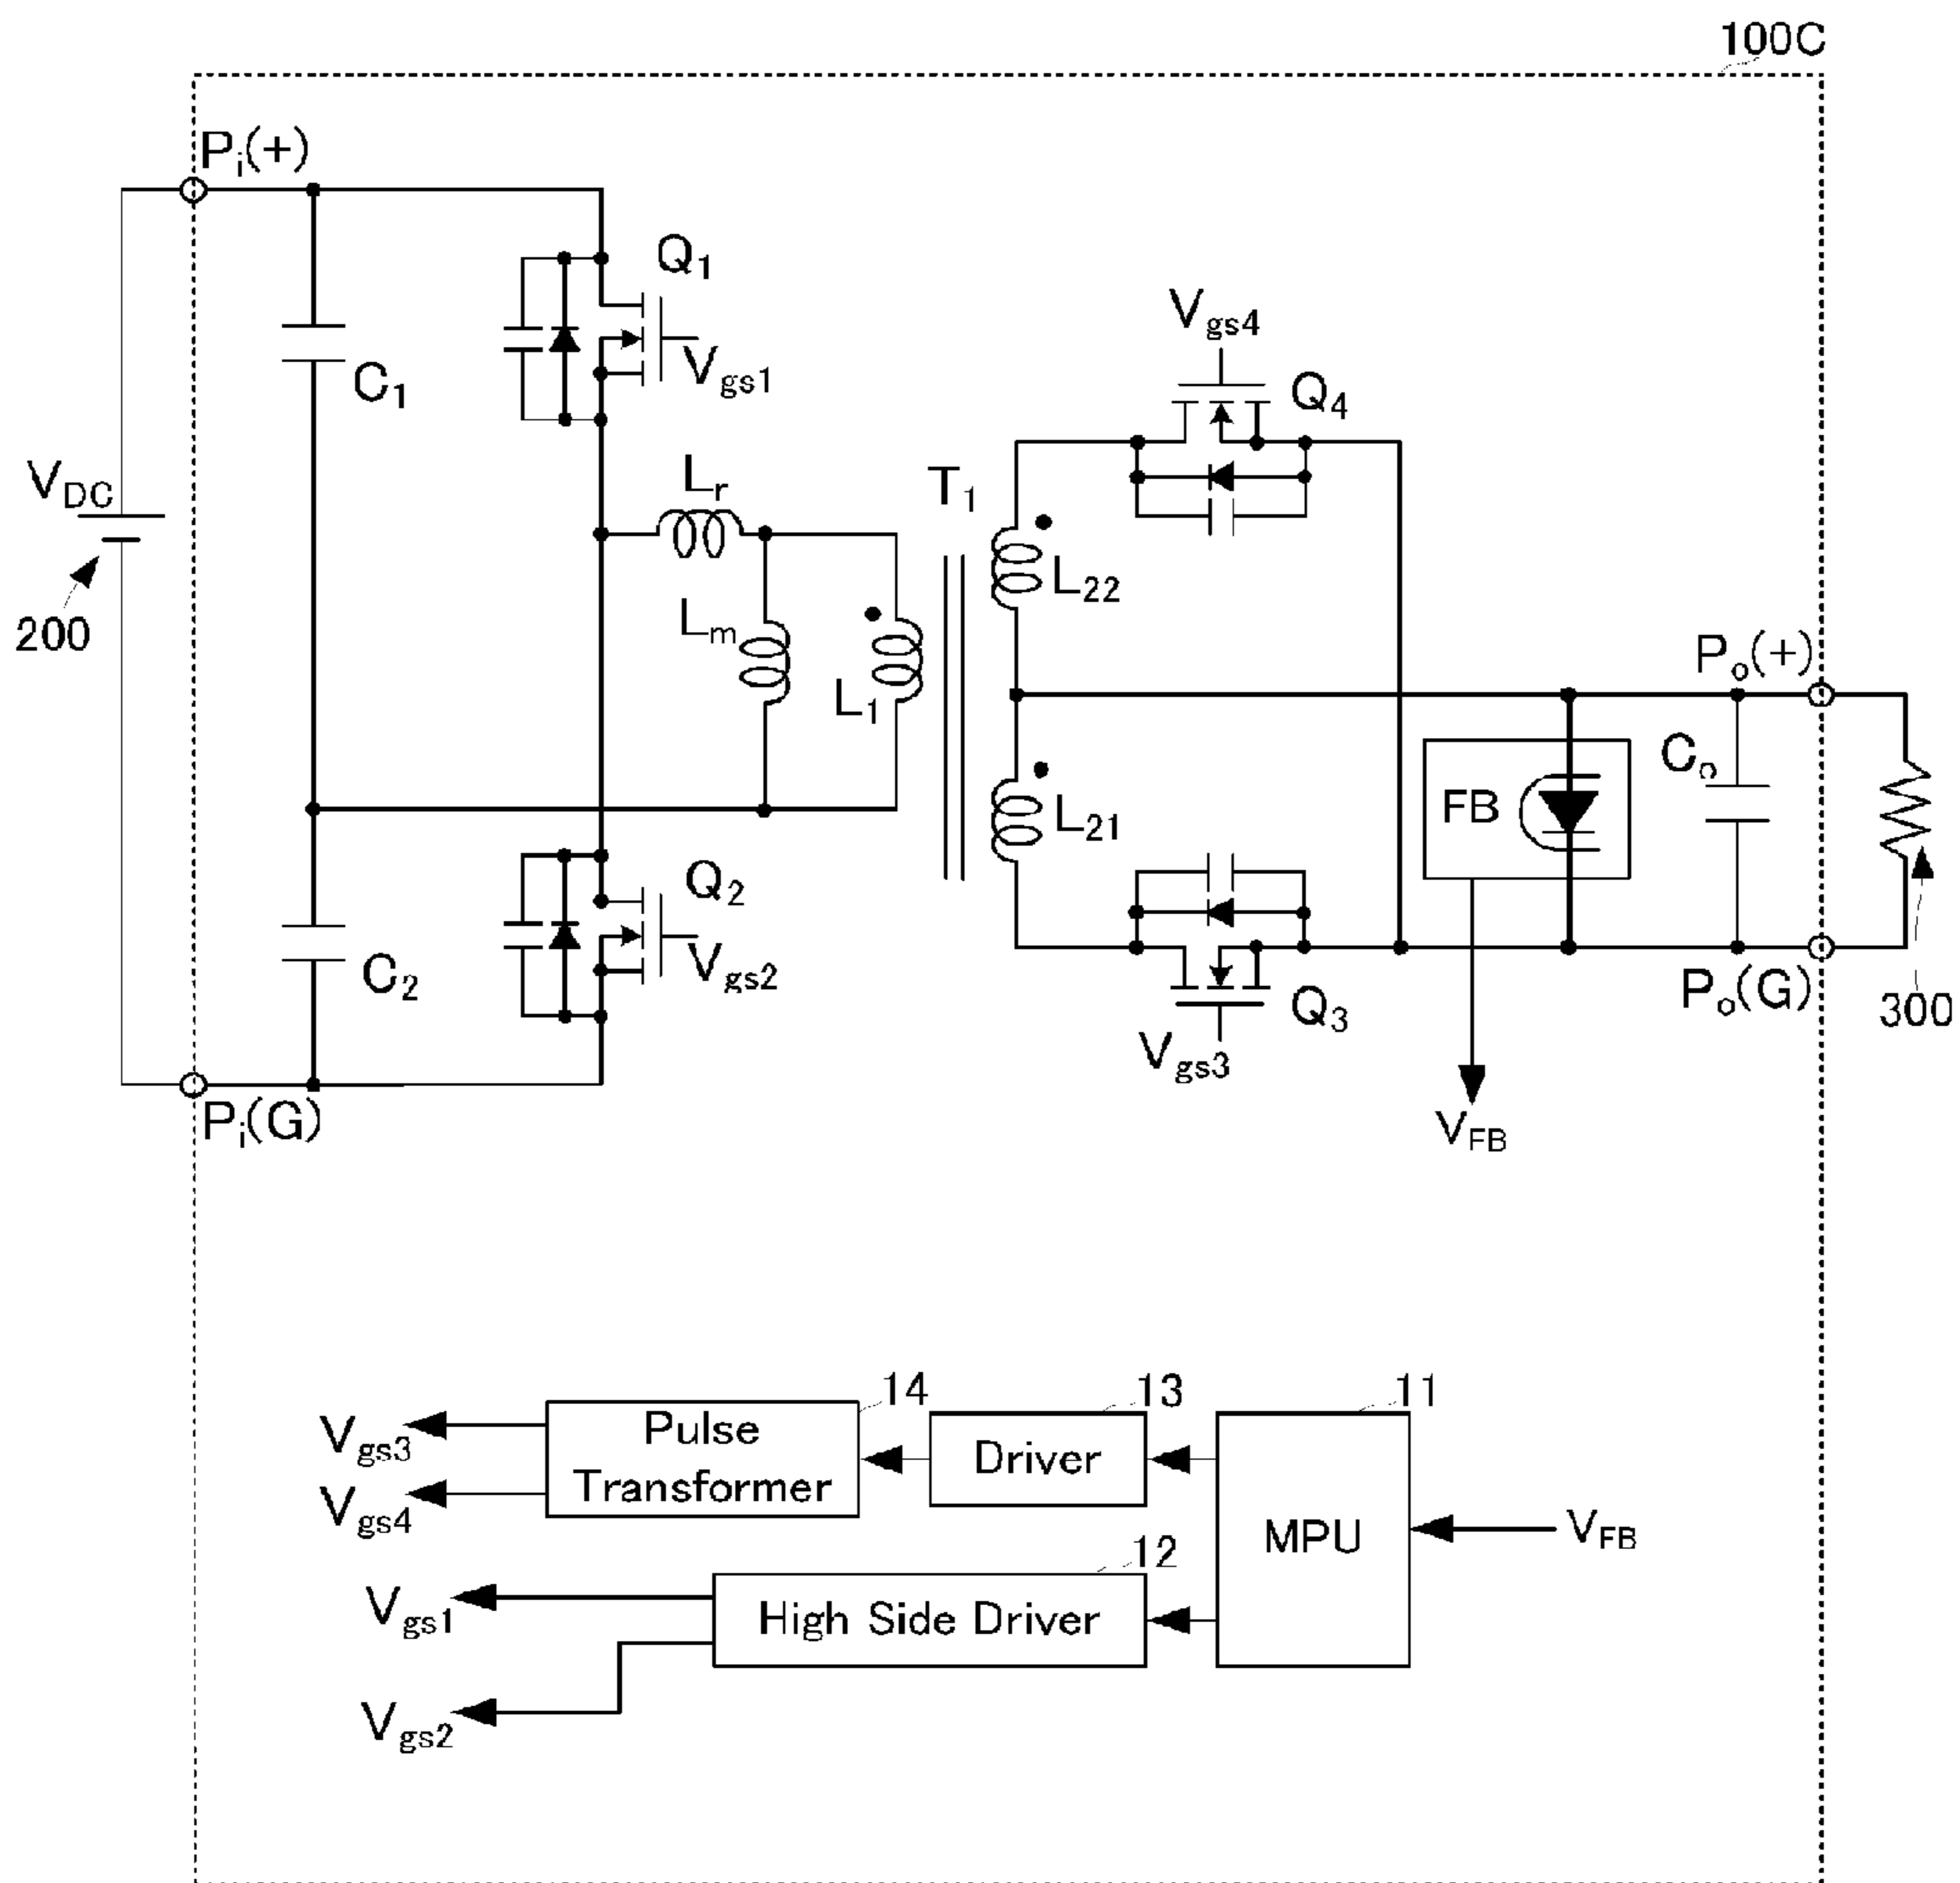 100C
Pi(+)
Q1
Vgs1
C1
VDC
200
Lr
Lm
L1
T1
Vgs4
Q4
L22
L21
Po(+)
Co
FB
Q2
Vgs2
C2
Q3
Vgs3
Po(G)
300
Pi(G)
VFB
14
13
11
Vgs3
Vgs4
Pulse
Transformer
Driver
MPU
VFB
12
Vgs1
High Side Driver
Vgs2